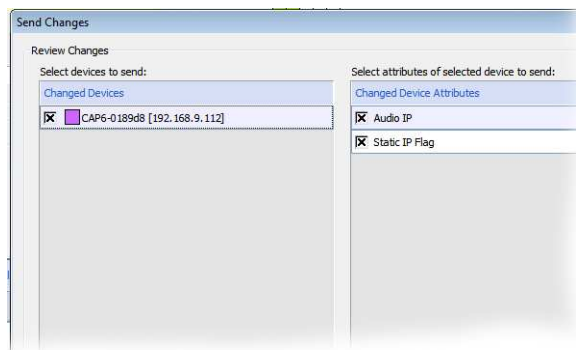 Send Changes
Review Changes
Select devices to send:
Select attributes of selected device to send:
Changed Devices
Changed Device Attributes
CAP6-0189d8 [192.168.9.112]
Audio IP
Static IP Flag